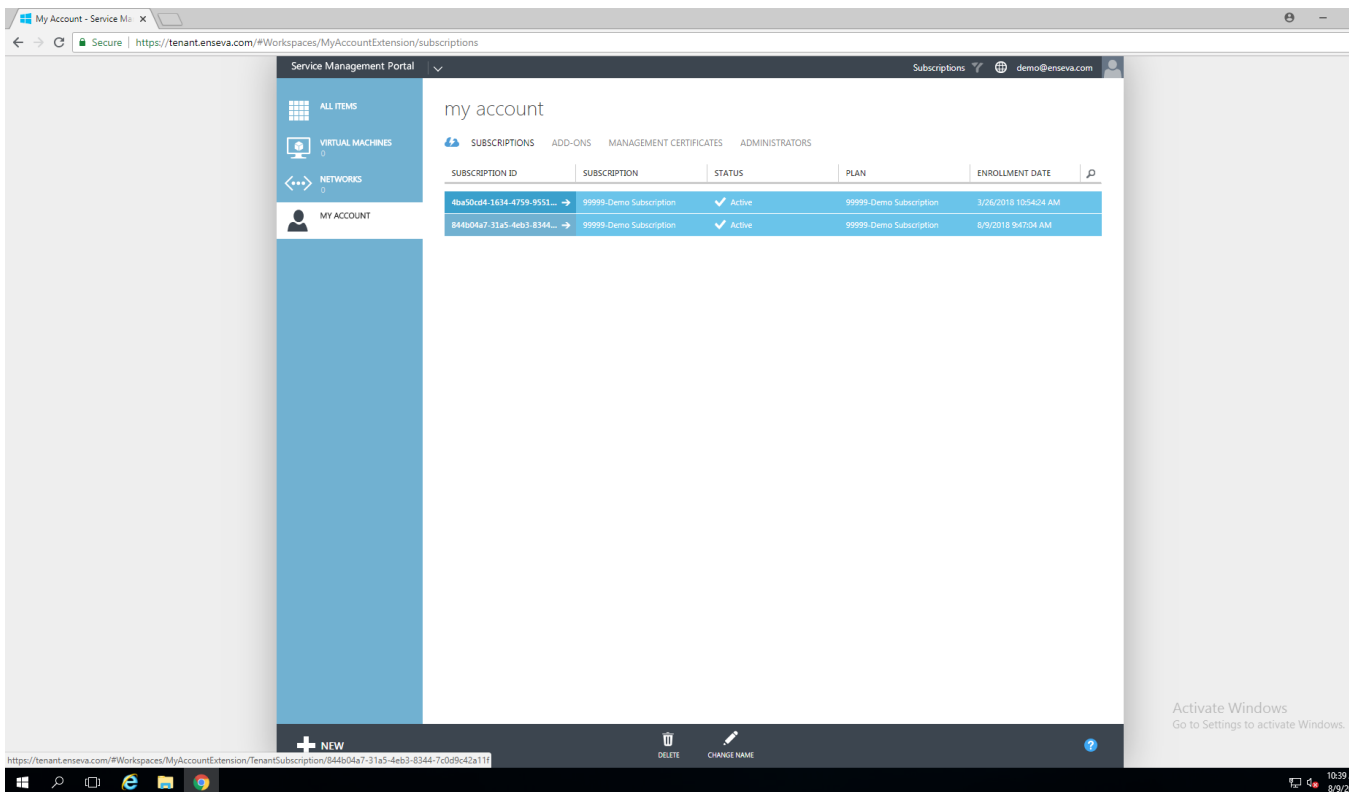 My Account - Service Ma
Secure | https://tenant.enseva.com/#Workspaces/MyAccountExtension/subscriptions
Service Management Portal Subscriptions demo@enseva.com
ALL ITEMS
VIRTUAL MACHINES
0
NETWORKS
0
MY ACCOUNT
my account
SUBSCRIPTIONS ADD-ONS MANAGEMENT CERTIFICATES ADMINISTRATORS
SUBSCRIPTION ID SUBSCRIPTION STATUS PLAN ENROLLMENT DATE
4ba50cd4-1634-4759-9551... 99999-Demo Subscription Active 99999-Demo Subscription 3/26/2018 10:54:24 AM
844b04a7-31a5-4eb3-8344... 99999-Demo Subscription Active 99999-Demo Subscription 6/9/2018 9:47:04 AM
Activate Windows
Go to Settings to activate Windows.
NEW DELETE CHANGE NAME ?
https://tenant.enseva.com/#Workspaces/MyAccountExtension/TenantSubscription/844b04a7-31a5-4eb3-8344-7c0d9c42a11f
10:39
8/9/2